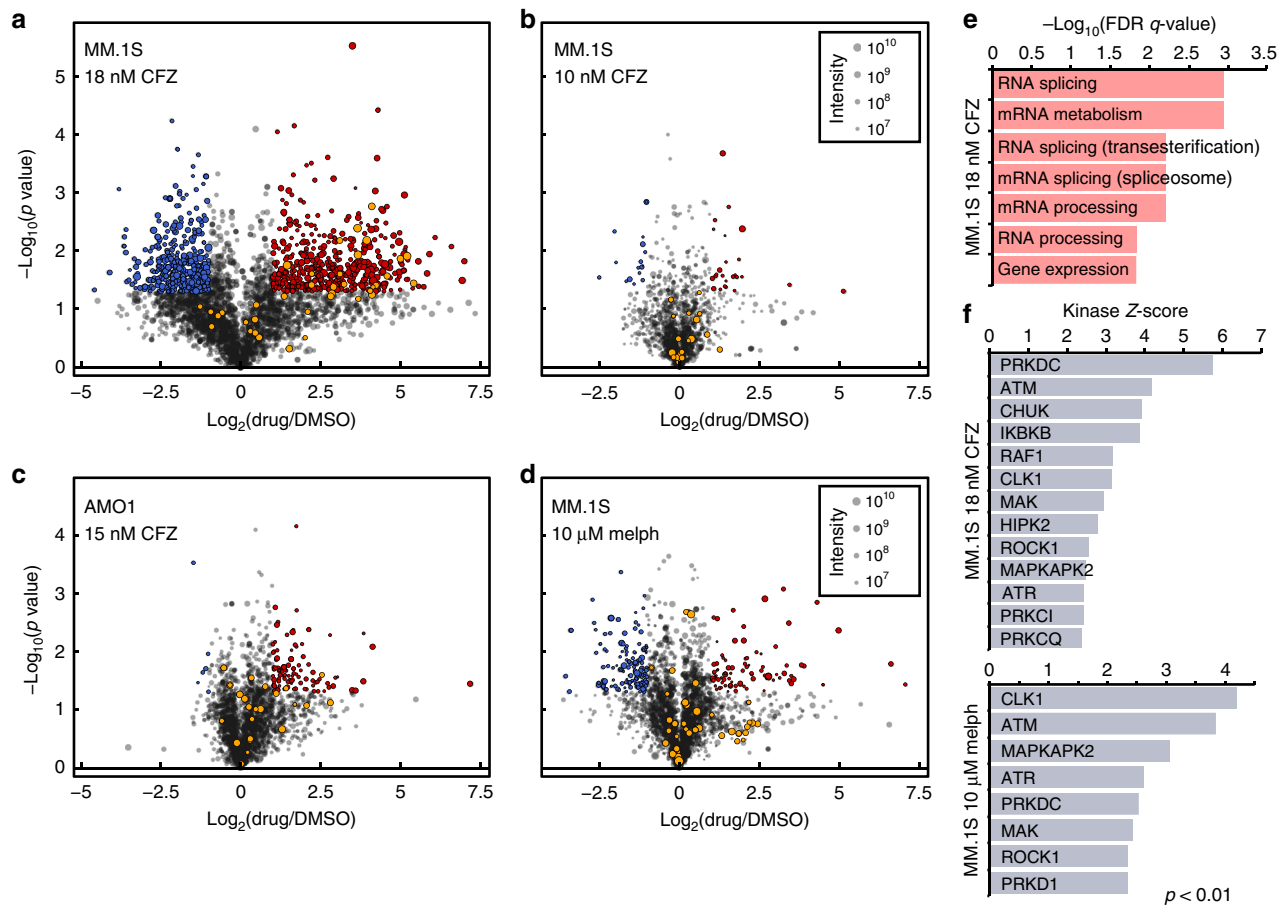 a
MM.1S
18 nM CFZ
5
4
3
2
1
0
–Log10(p value)
–5
–2.5
0
2.5
5
7.5
Log2(drug/DMSO)
b
MM.1S
10 nM CFZ
Intensity
10^10
10^9
10^8
10^7
–2.5
0
2.5
5
7.5
Log2(drug/DMSO)
c
AMO1
15 nM CFZ
4
3
2
1
0
–Log10(p value)
–5
–2.5
0
2.5
5
7.5
Log2(drug/DMSO)
d
MM.1S
10 μM melph
Intensity
10^10
10^9
10^8
10^7
–2.5
0
2.5
5
7.5
Log2(drug/DMSO)
e
–Log10(FDR q-value)
0 0.5 1 1.5 2 2.5 3 3.5
MM.1S 18 nM CFZ
RNA splicing
mRNA metabolism
RNA splicing (transesterification)
mRNA splicing (spliceosome)
mRNA processing
RNA processing
Gene expression
f
Kinase Z-score
0 1 2 3 4 5 6 7
MM.1S 18 nM CFZ
PRKDC
ATM
CHUK
IKBKB
RAF1
CLK1
MAK
HIPK2
ROCK1
MAPKAPK2
ATR
PRKCI
PRKCQ
0 1 2 3 4
MM.1S 10 μM melph
CLK1
ATM
MAPKAPK2
ATR
PRKDC
MAK
ROCK1
PRKD1
p < 0.01